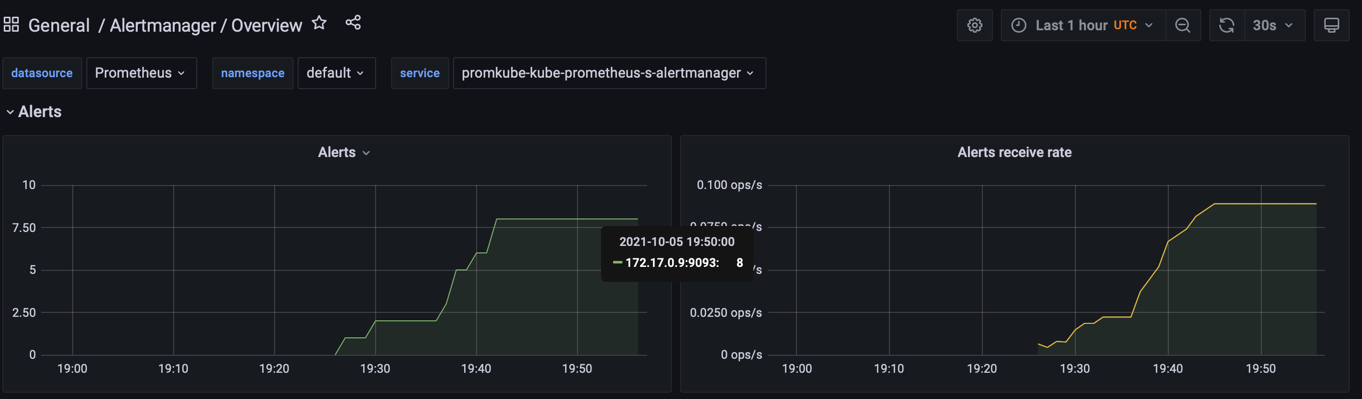 General / Alertmanager / Overview
Last 1 hour UTC
30s
datasource Prometheus namespace default service promkube-kube-prometheus-s-alertmanager
Alerts
Alerts
10
7.50
5
2.50
0
19:00 19:10 19:20 19:30 19:40 19:50
2021-10-05 19:50:00
172.17.0.9:9093: 8
Alerts receive rate
0.100 ops/s
0.0750 ops/s
/s
0.0250 ops/s
0 ops/s
19:00 19:10 19:20 19:30 19:40 19:50